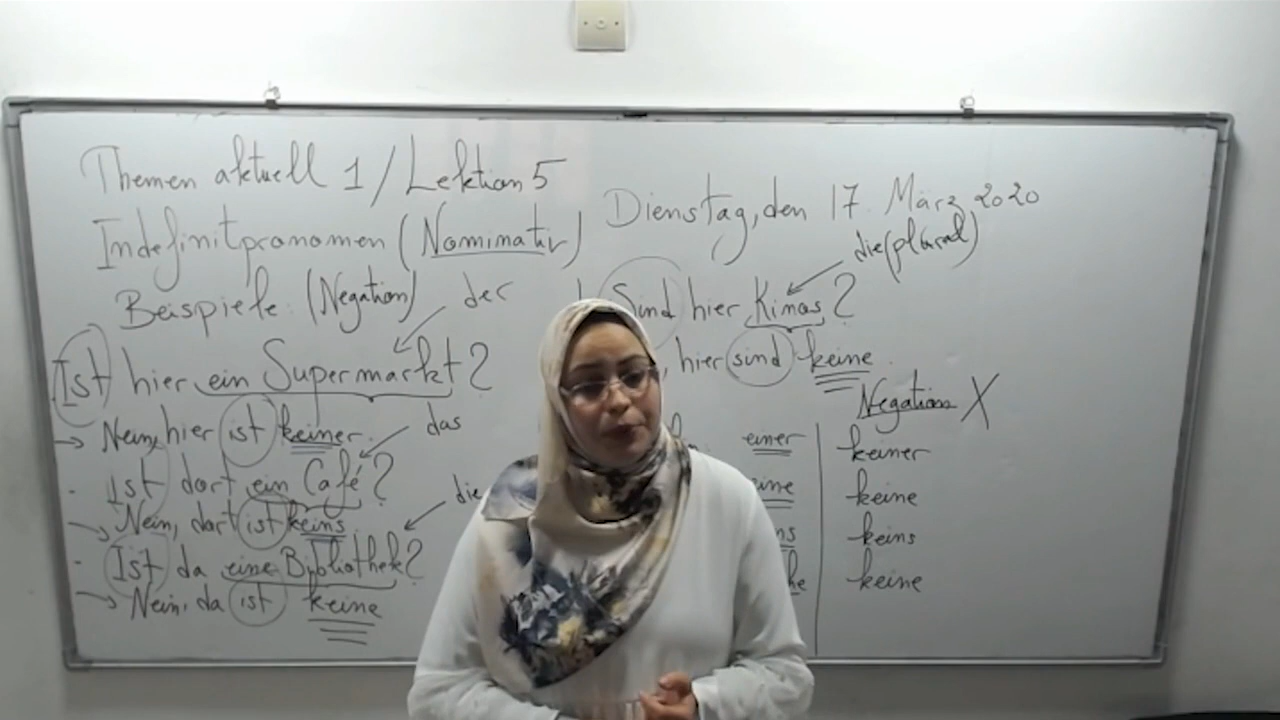 Themen aktuell 1 / Lektion 5
Dienstag, den 17. März 2020
Indefinitpronomen (Nominativ)
Beispiele: (Negation)
der
Ist hier ein Supermarkt?
→ Nein, hier ist keiner.
das
- Ist dort ein Café?
→ Nein, dort ist keins
die
- Ist da eine Bibliothek?
→ Nein, da ist keine
die (plural)
Sind hier Kinos?
, hier sind keine.
Negation X
einer keiner
eine keine
keins
keine